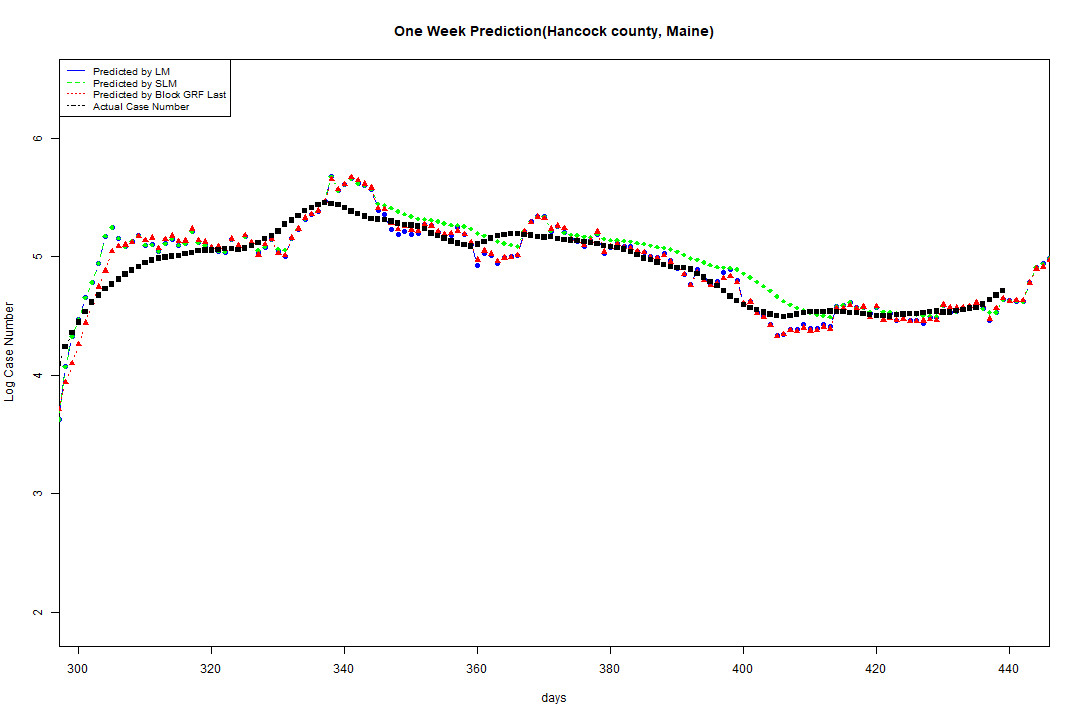 One Week Prediction(Hancock county, Maine)
Predicted by LM
Predicted by SLM
Predicted by Block GRF Last
Actual Case Number
6
5
4
3
2
Log Case Number
300 320 340 360 380 400 420 440
days